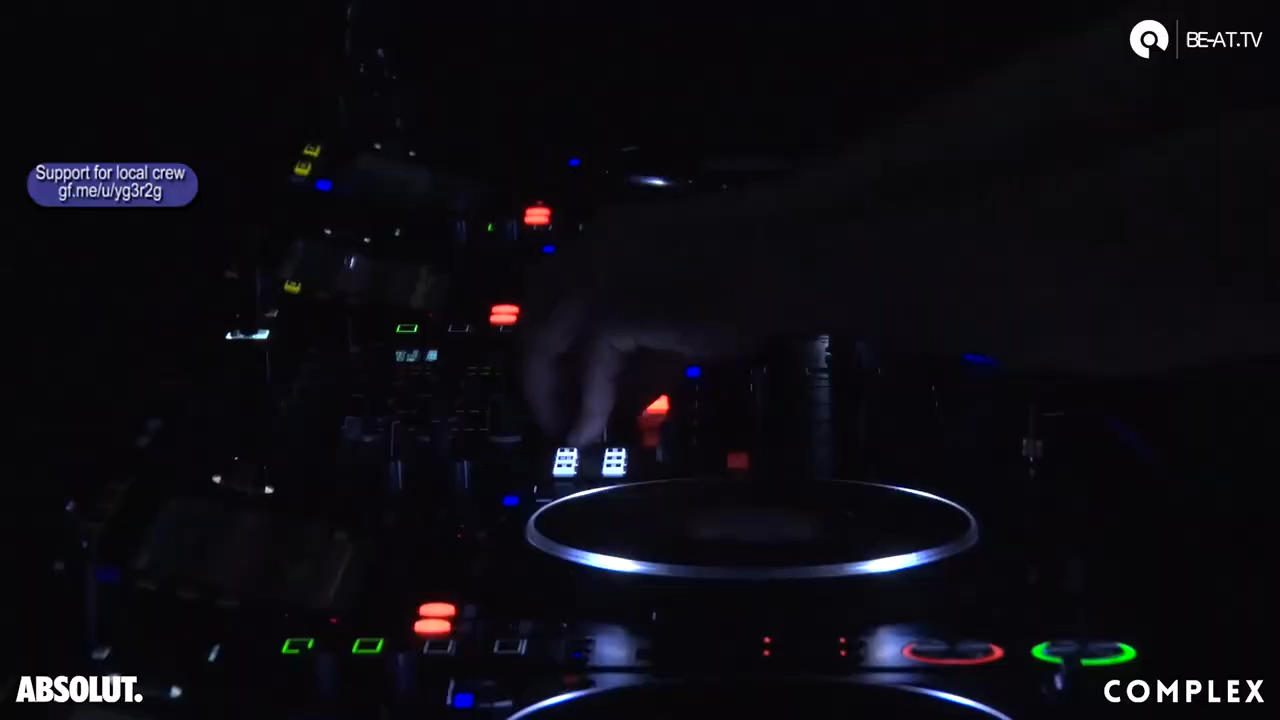 BE-AT.TV
Support for local crew
gf.me/u/yg3r2g
ABSOLUT.
COMPLEX